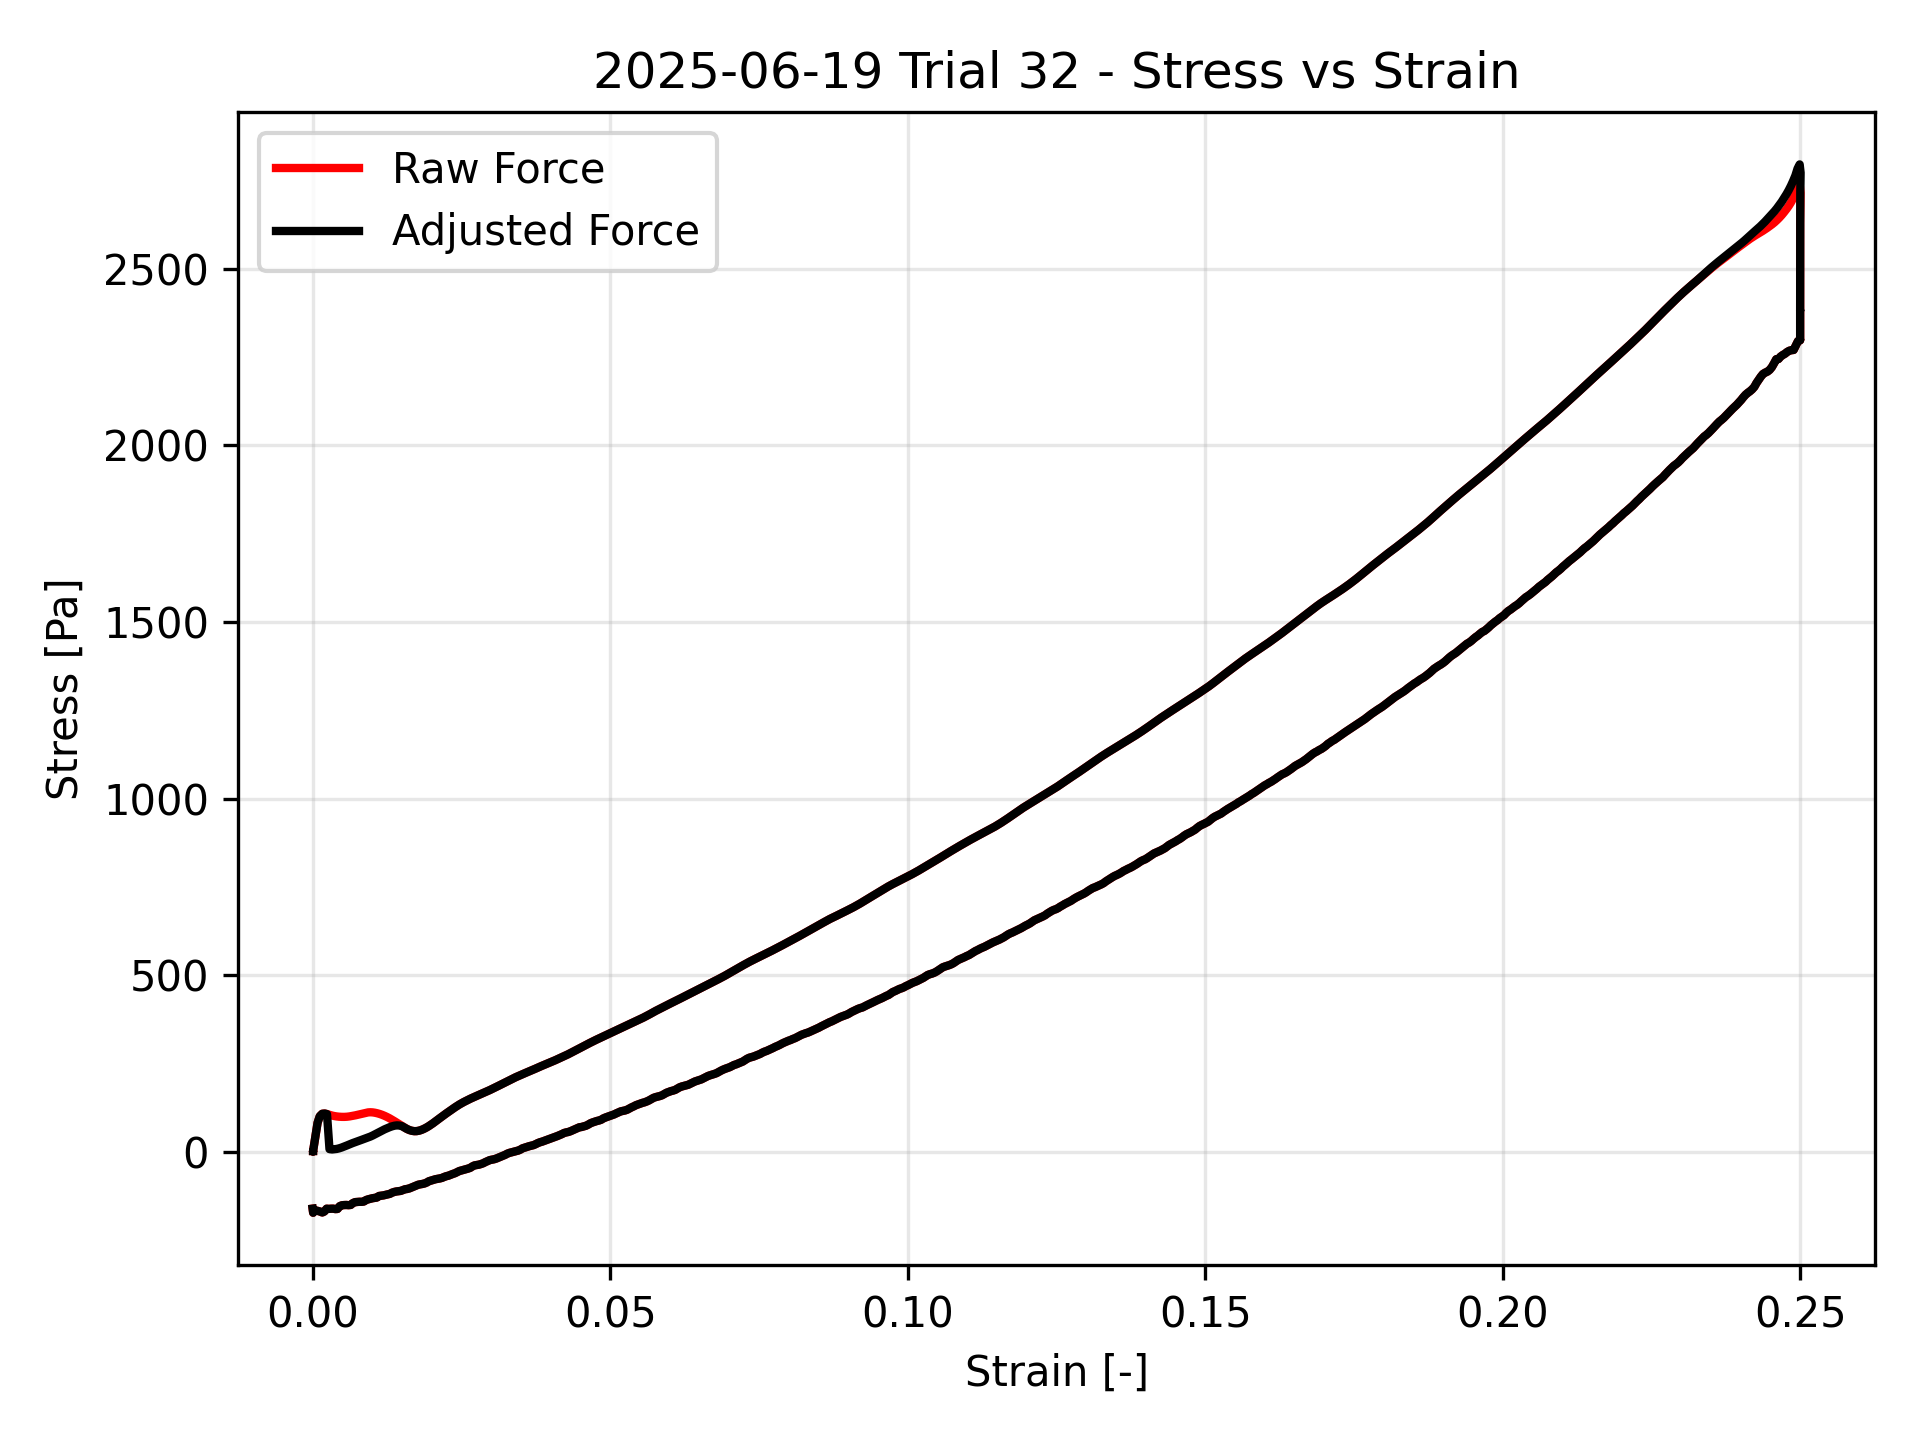 2025-06-19 Trial 32 - Stress vs Strain
Raw Force
Adjusted Force
Stress [Pa]
2500
2000
1500
1000
500
0
0.00 0.05 0.10 0.15 0.20 0.25
Strain [-]